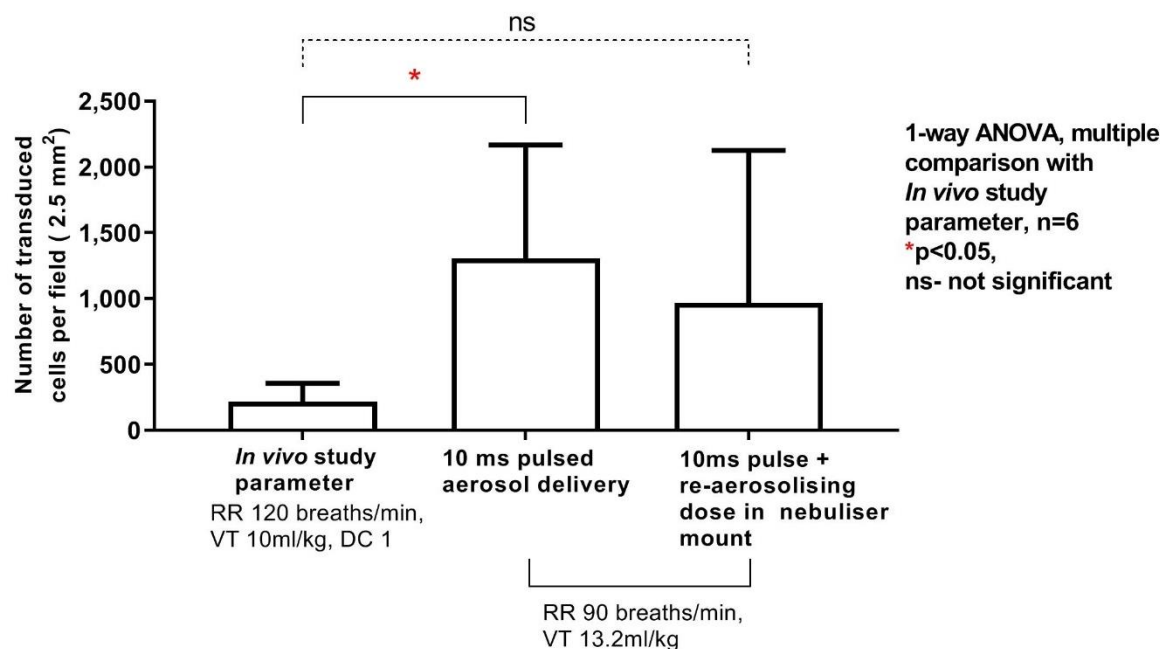 ns
*
Number of transduced
cells per field ( 2.5 mm²)
2,500
2,000
1,500
1,000
500
0
In vivo study
parameter
RR 120 breaths/min,
VT 10ml/kg, DC 1
10 ms pulsed
aerosol delivery
10ms pulse +
re-aerosolising
dose in nebuliser
mount
RR 90 breaths/min,
VT 13.2ml/kg
1-way ANOVA, multiple
comparison with
In vivo study
parameter, n=6
*p<0.05,
ns- not significant